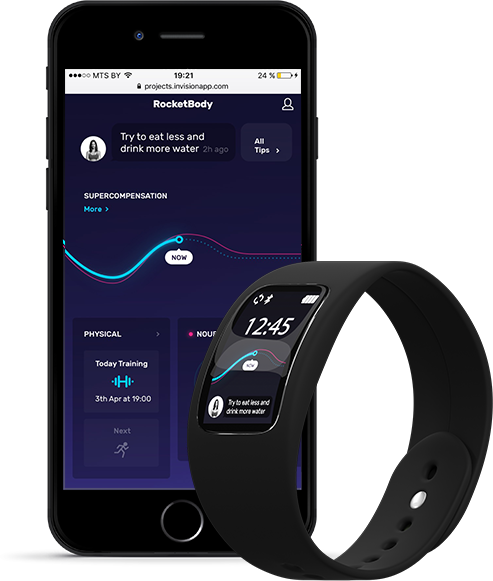 MTS BY 19:21 24 %
projects.invisionapp.com
RocketBody
Try to eat less and
drink more water 2h ago
All
Tips >
SUPERCOMPENSATION
More >
NOW
PHYSICAL >
NOU
Today Training
3th Apr at 19:00
Next
12:45
NOW
Try to eat less and
drink more water